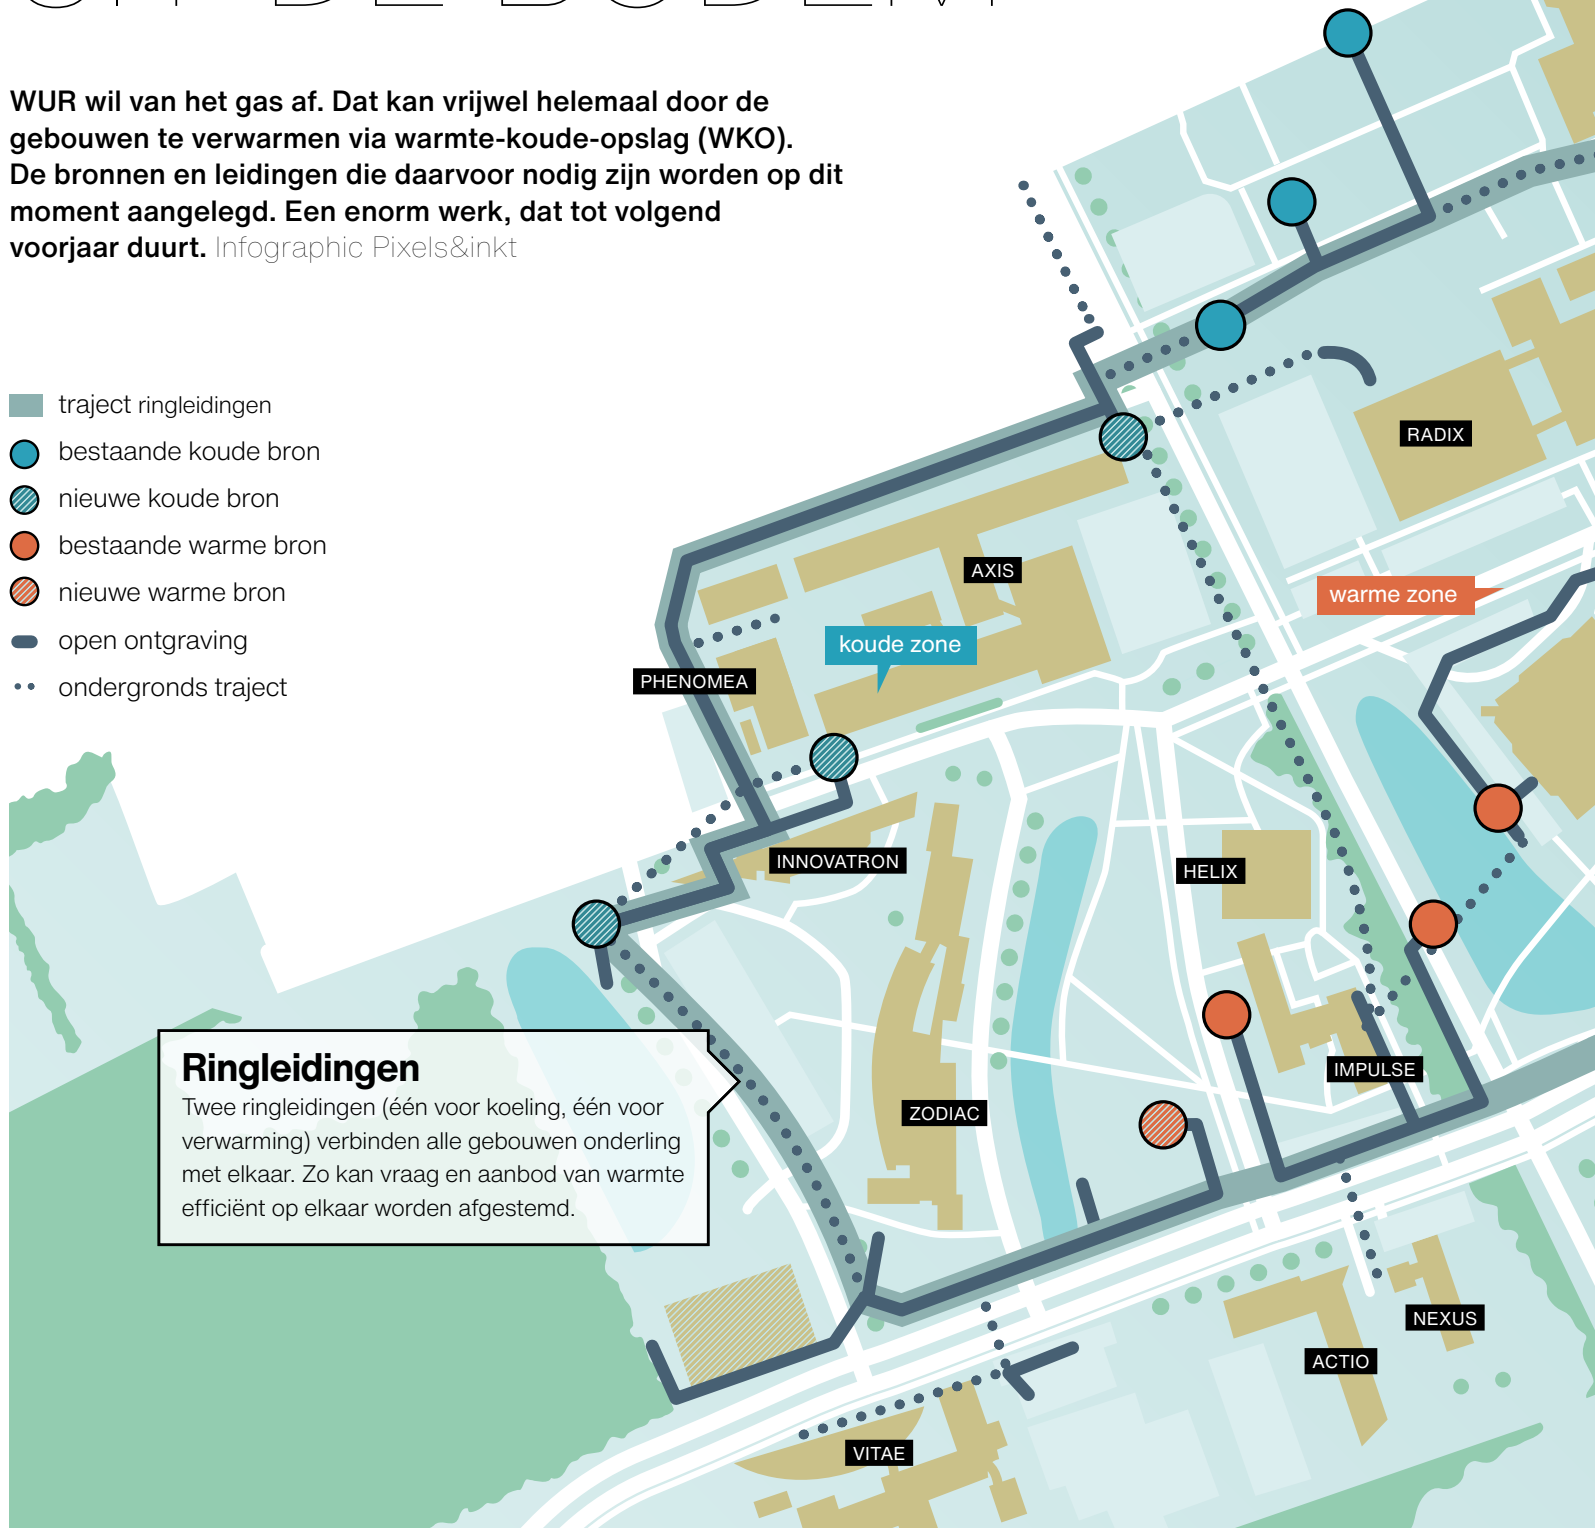 WUR wil van het gas af. Dat kan vrijwel helemaal door de
gebouwen te verwarmen via warmte-koude-opslag (WKO).
De bronnen en leidingen die daarvoor nodig zijn worden op dit
moment aangelegd. Een enorm werk, dat tot volgend
voorjaar duurt. Infographic Pixels&inkt
traject ringleidingen
bestaande koude bron
nieuwe koude bron
bestaande warme bron
nieuwe warme bron
open ontgraving
ondergronds traject
RADIX
AXIS
warme zone
koude zone
PHENOMEA
INNOVATRON
HELIX
Ringleidingen
Twee ringleidingen (één voor koeling, één voor
verwarming) verbinden alle gebouwen onderling
met elkaar. Zo kan vraag en aanbod van warmte
efficiënt op elkaar worden afgestemd.
IMPULSE
ZODIAC
NEXUS
ACTIO
VITAE